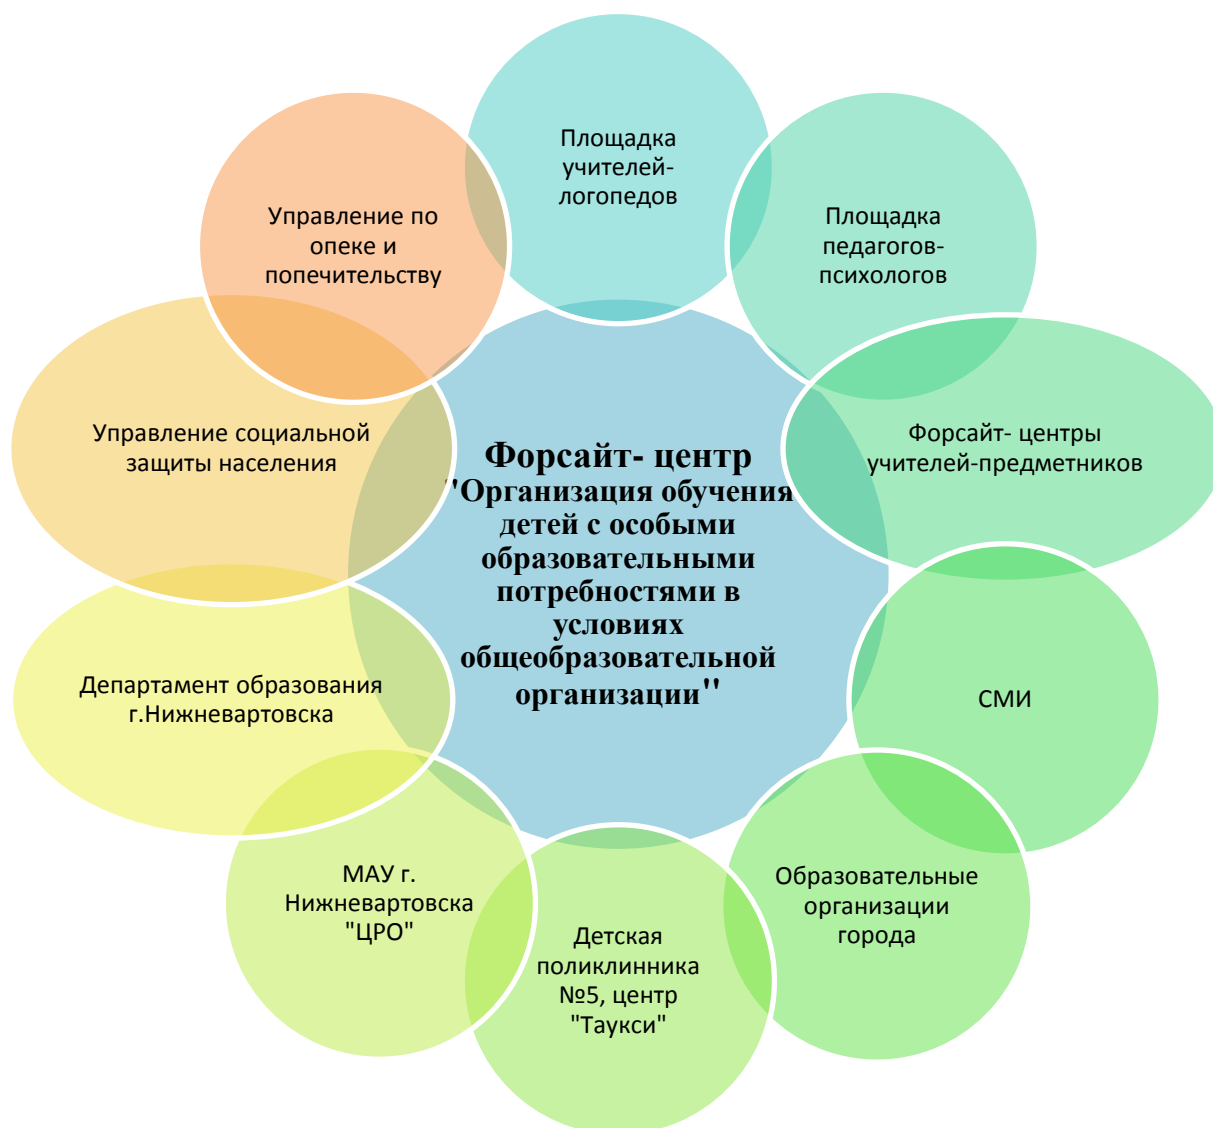 Площадка
учителей-
логопедов
Площадка
педагогов-
психологов
Форсайт- центры
учителей-предметников
СМИ
Образовательные
организации
города
Детская
поликлинника
№5, центр
"Таукси"
МАУ г.
Нижневартовска
"ЦРО"
Департамент образования
г.Нижневартовска
Управление социальной
защиты населения
Управление по
опеке и
попечительству
Форсайт- центр
"Организация обучения
детей с особыми
образовательными
потребностями в
условиях
общеобразовательной
организации"